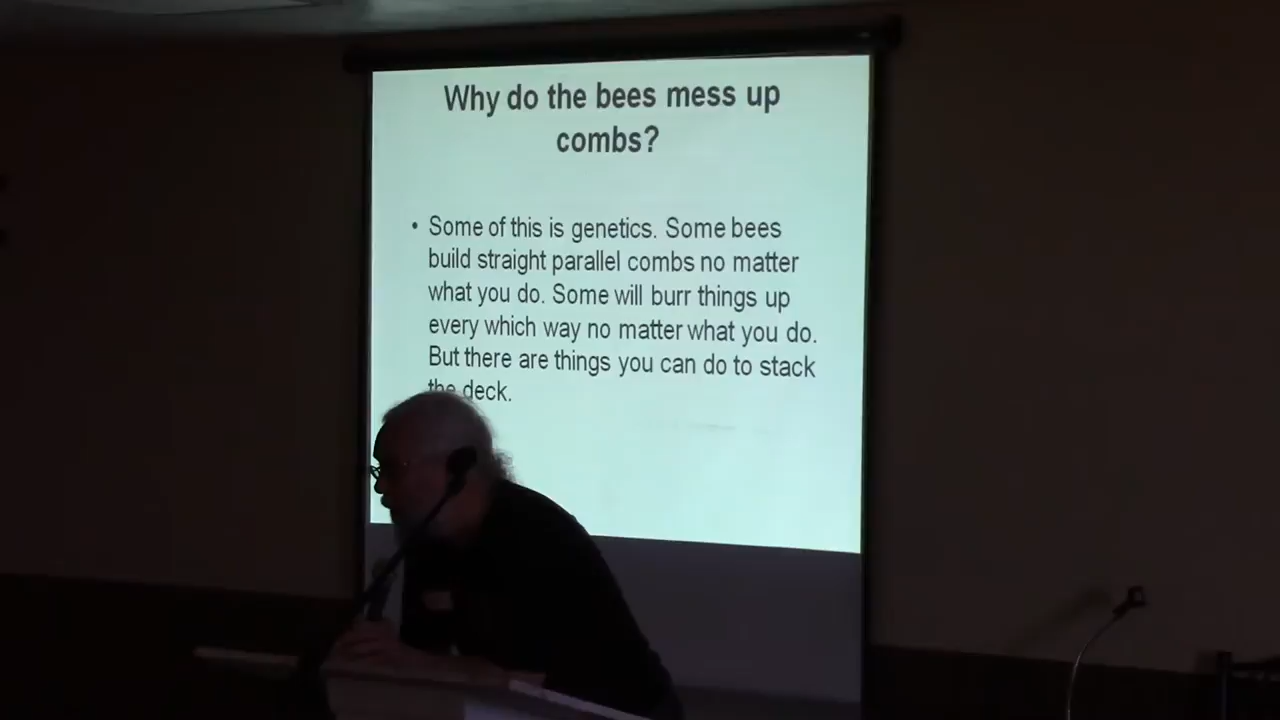 Why do the bees mess up
combs?
• Some of this is genetics. Some bees
build straight parallel combs no matter
what you do. Some will burr things up
every which way no matter what you do.
But there are things you can do to stack
the deck.